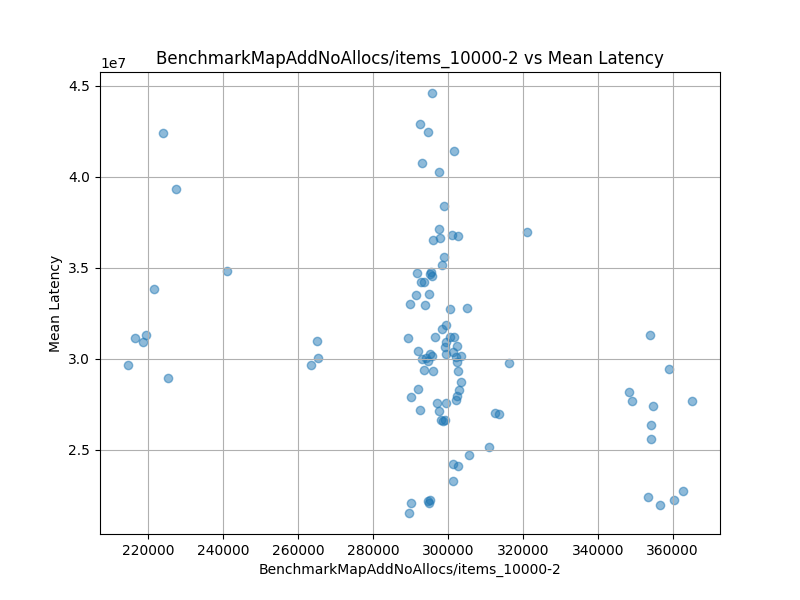 BenchmarkMapAddNoAllocs/items_10000-2 vs Mean Latency
1e7
4.5
4.0
3.5
3.0
2.5
Mean Latency
220000 240000 260000 280000 300000 320000 340000 360000
BenchmarkMapAddNoAllocs/items_10000-2